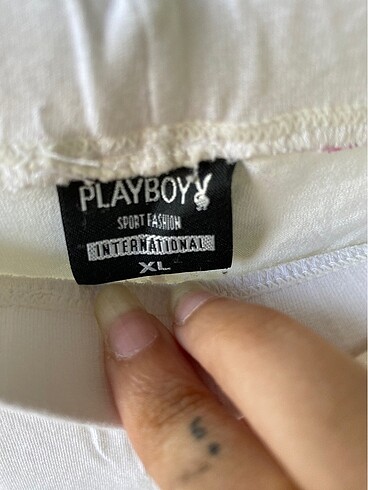 PLAYBOY
SPORT FASHION
INTERNATIONAL
XL